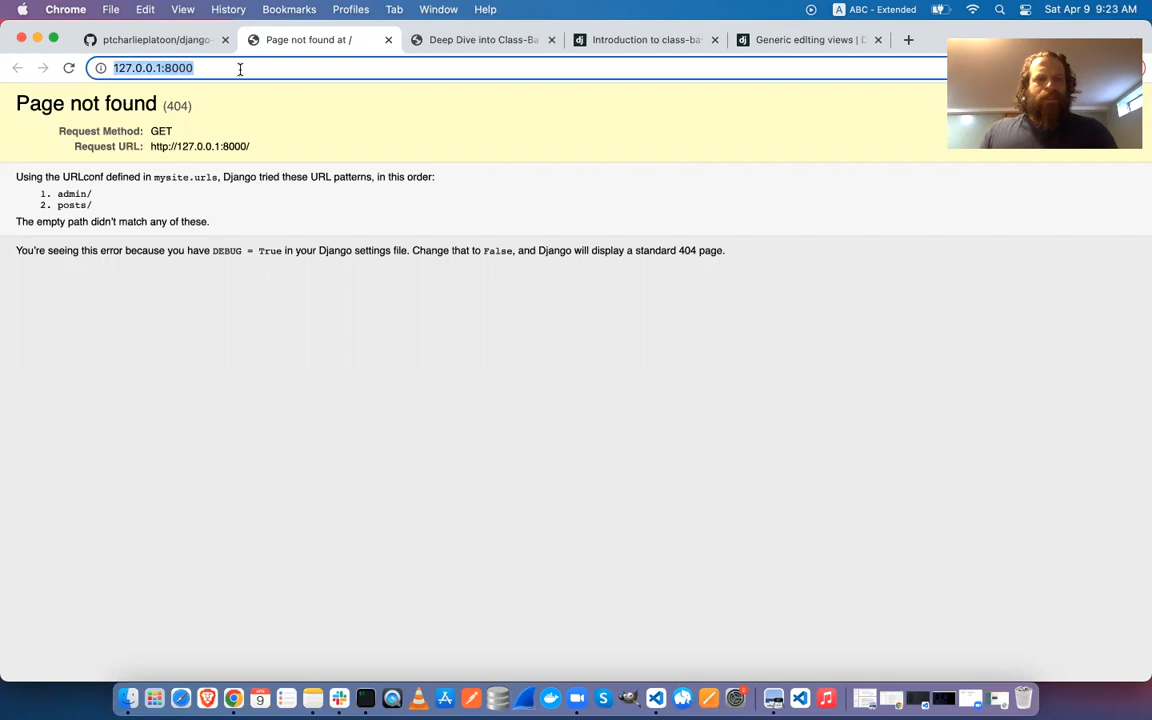 Chrome File Edit View History Bookmarks Profiles Tab Window Help A ABC - Extended Sat Apr 9 9:23 AM
ptcharlieplatoon/django- Page not found at / Deep Dive into Class-Ba Introduction to class-ba Generic editing views | D
127.0.0.1:8000
Page not found (404)
Request Method: GET
Request URL: http://127.0.0.1:8000/
Using the URLconf defined in mysite.urls, Django tried these URL patterns, in this order:
1. admin/
2. posts/
The empty path didn't match any of these.
You're seeing this error because you have DEBUG = True in your Django settings file. Change that to False, and Django will display a standard 404 page.